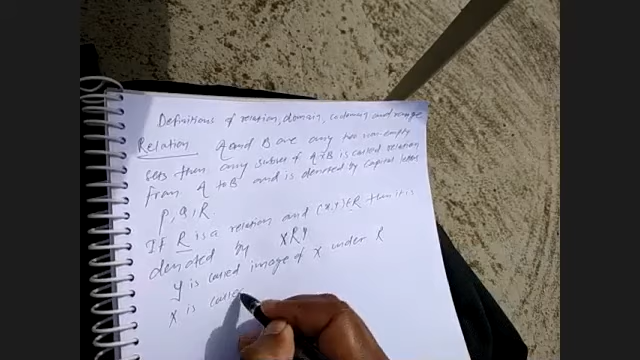 Definitions of relation, domain, codomain and range
Relation A and B are any two non-empty
sets then any subset of A×B is called relation
from A to B and is denoted by capital letters
P, Q, R
If R is a relation and (x,y)∈R then it is
denoted by xRy
y is called image of x under R
x is calle